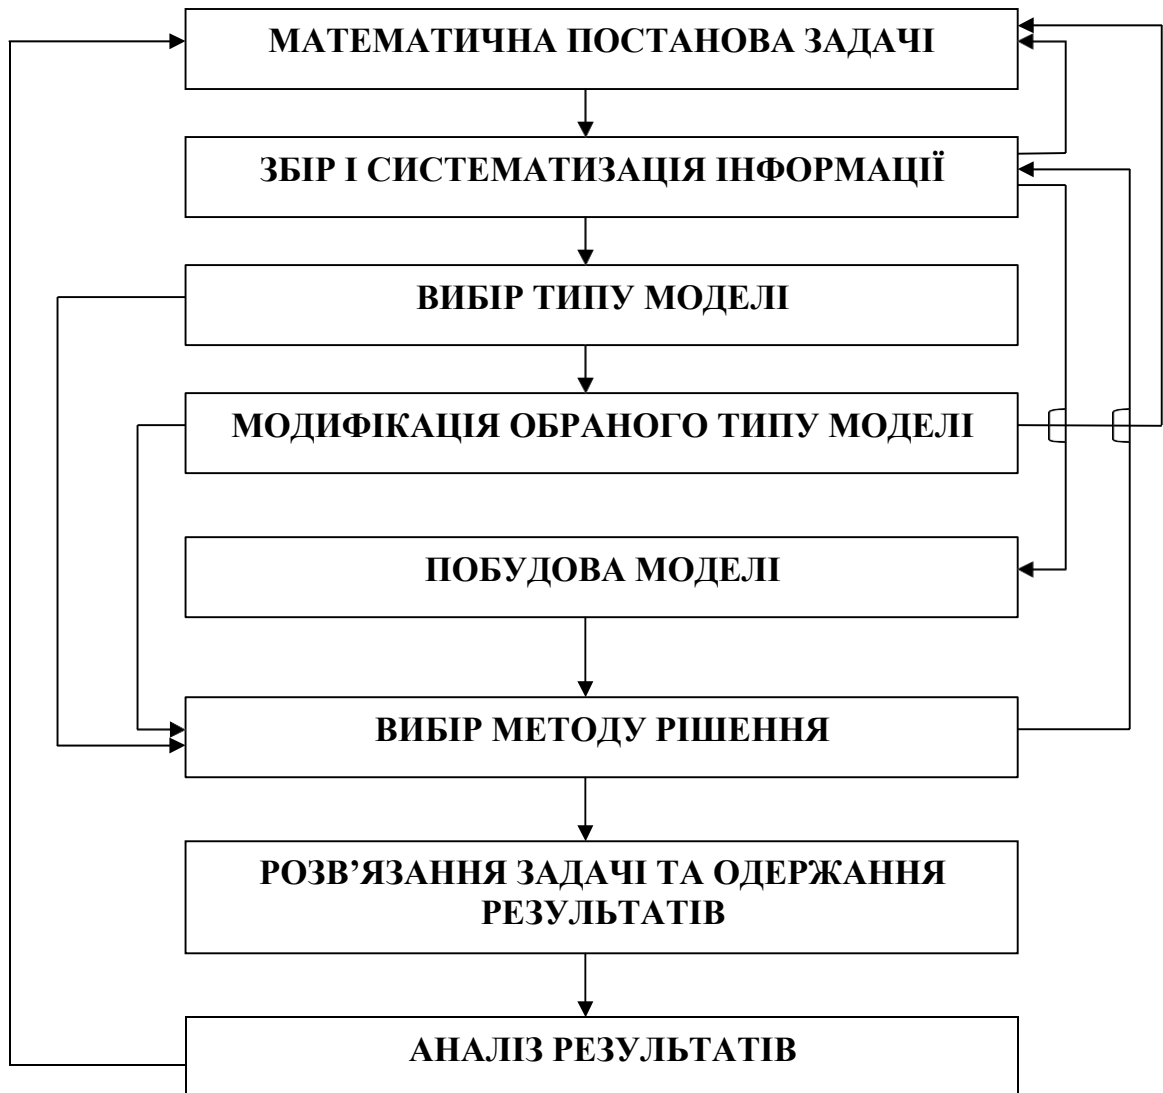 МАТЕМАТИЧНА ПОСТАНОВА ЗАДАЧІ
ЗБІР І СИСТЕМАТИЗАЦІЯ ІНФОРМАЦІЇ
ВИБІР ТИПУ МОДЕЛІ
МОДИФІКАЦІЯ ОБРАНОГО ТИПУ МОДЕЛІ
ПОБУДОВА МОДЕЛІ
ВИБІР МЕТОДУ РІШЕННЯ
РОЗВ’ЯЗАННЯ ЗАДАЧІ ТА ОДЕРЖАННЯ
РЕЗУЛЬТАТІВ
АНАЛІЗ РЕЗУЛЬТАТІВ